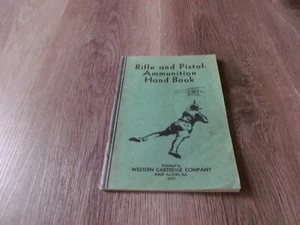 Rifle and Pistol
Ammunition
Hand Book
Published by
WESTERN CARTRIDGE COMPANY
EAST ALTON, ILL.